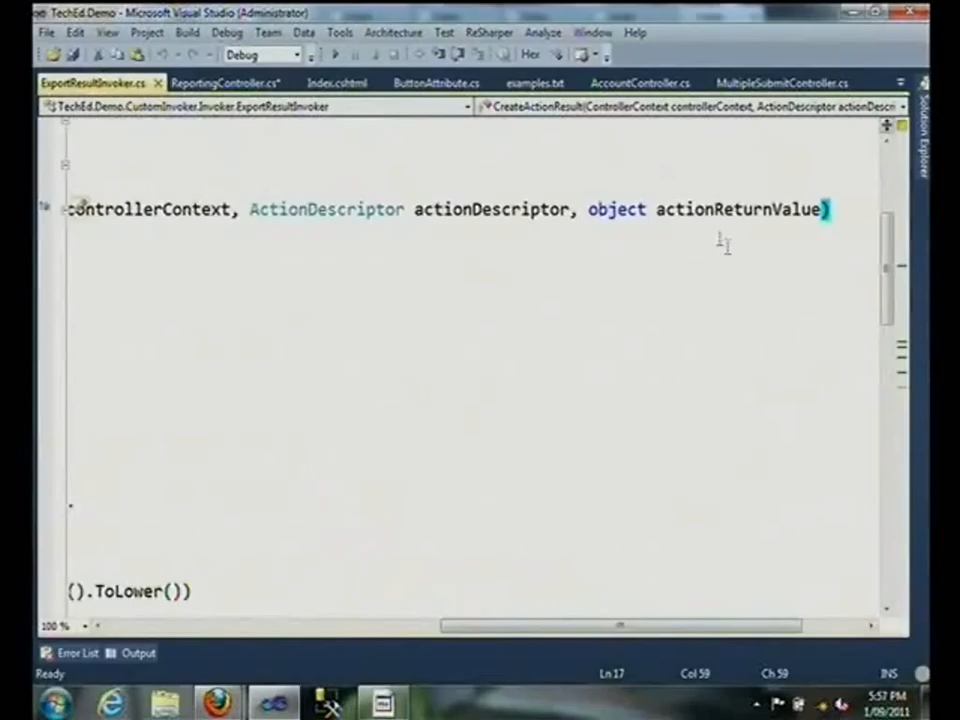 TechEd.Demo - Microsoft Visual Studio (Administrator)
File Edit View Project Build Debug Team Data Tools Architecture Test ReSharper Analyze Window Help
Debug Hex
ExportResultInvoker.cs ReportingController.cs* Index.cshtml ButtonAttribute.cs examples.txt AccountController.cs MultipleSubmitController.cs
TechEd.Demo.CustomInvoker.Invoker.ExportResultInvoker CreateActionResult(ControllerContext controllerContext, ActionDescriptor actionDescri
Solution Explorer
controllerContext, ActionDescriptor actionDescriptor, object actionReturnValue)
().ToLower())
100 %
Error List Output
Ready Ln 17 Col 59 Ch 59 INS
5:57 PM
1/09/2011